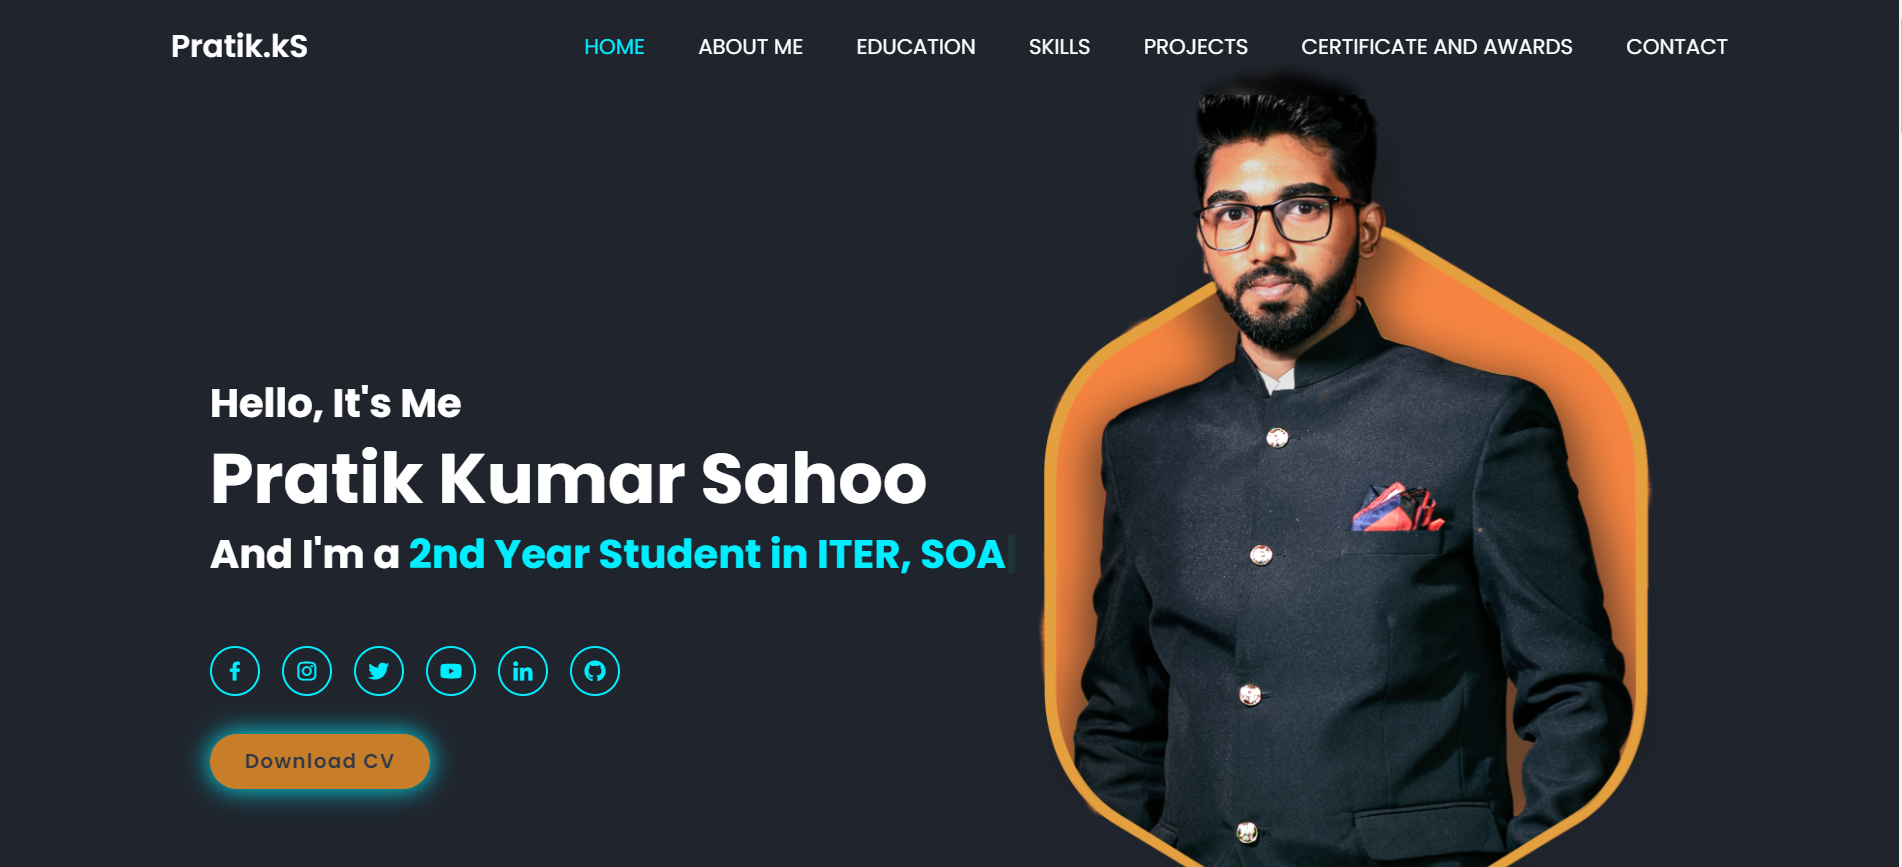 Pratik.kS
HOME ABOUT ME EDUCATION SKILLS PROJECTS CERTIFICATE AND AWARDS CONTACT
Hello, It's Me
Pratik Kumar Sahoo
And I'm a 2nd Year Student in ITER, SOA
Download CV